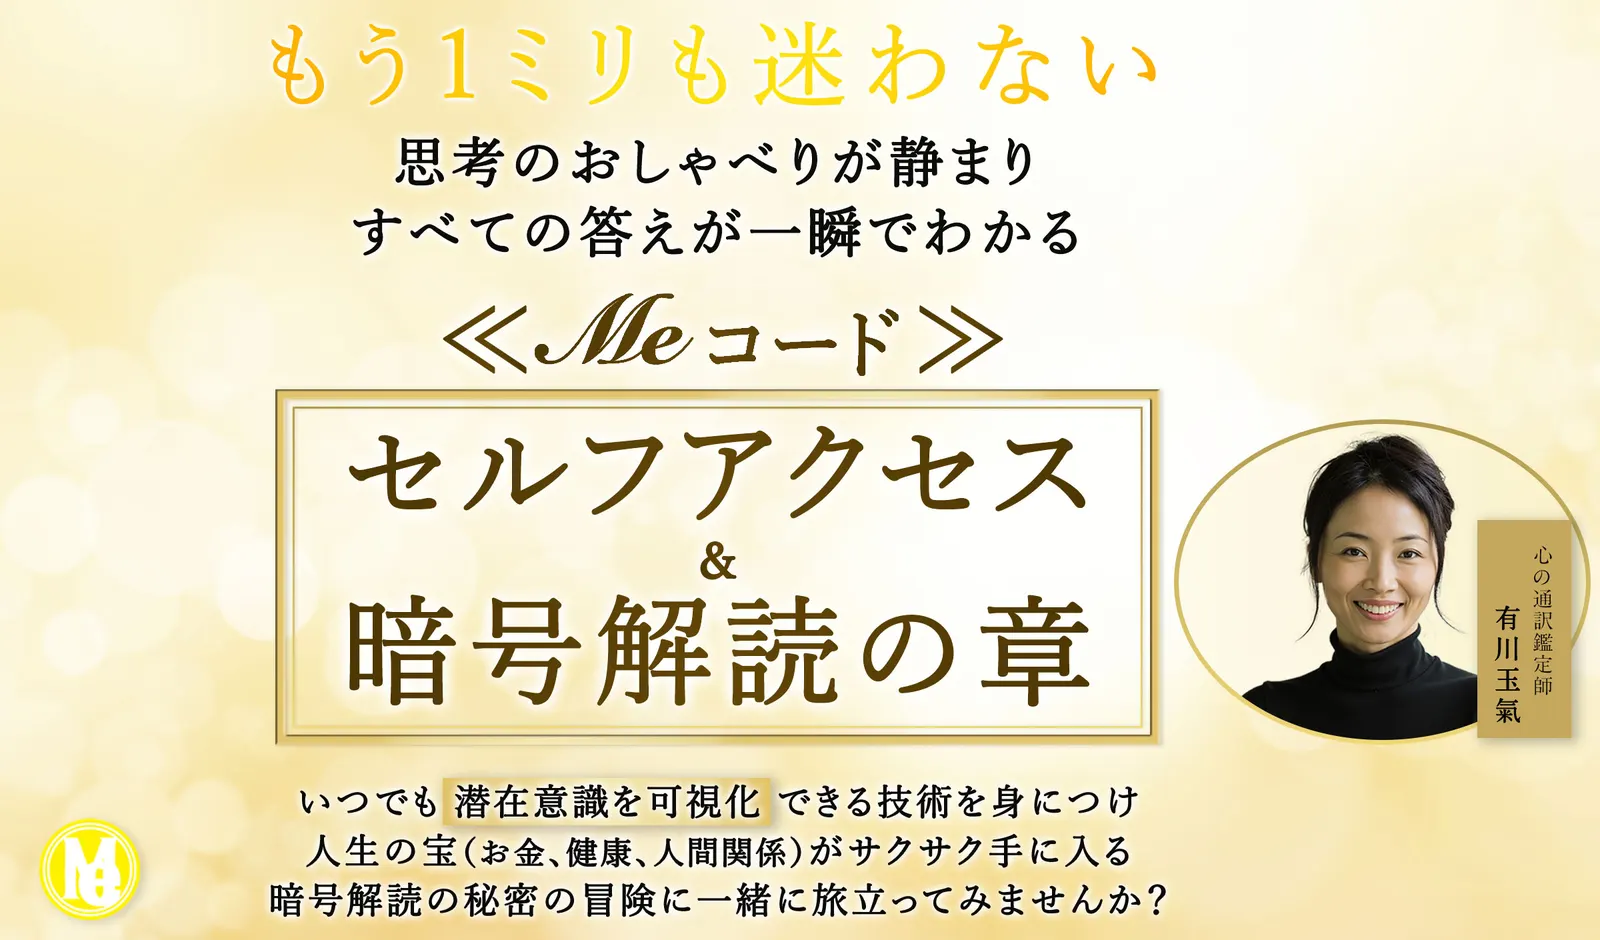 もう1ミリも迷わない
思考のおしゃべりが静まり
すべての答えが一瞬でわかる
≪Meコード≫
セルフアクセス
&
暗号解読の章
心の通訳鑑定師
有川玉氣
いつでも潜在意識を可視化できる技術を身につけ
人生の宝(お金、健康、人間関係)がサクサク手に入る
暗号解読の秘密の冒険に一緒に旅立ってみませんか?
Me